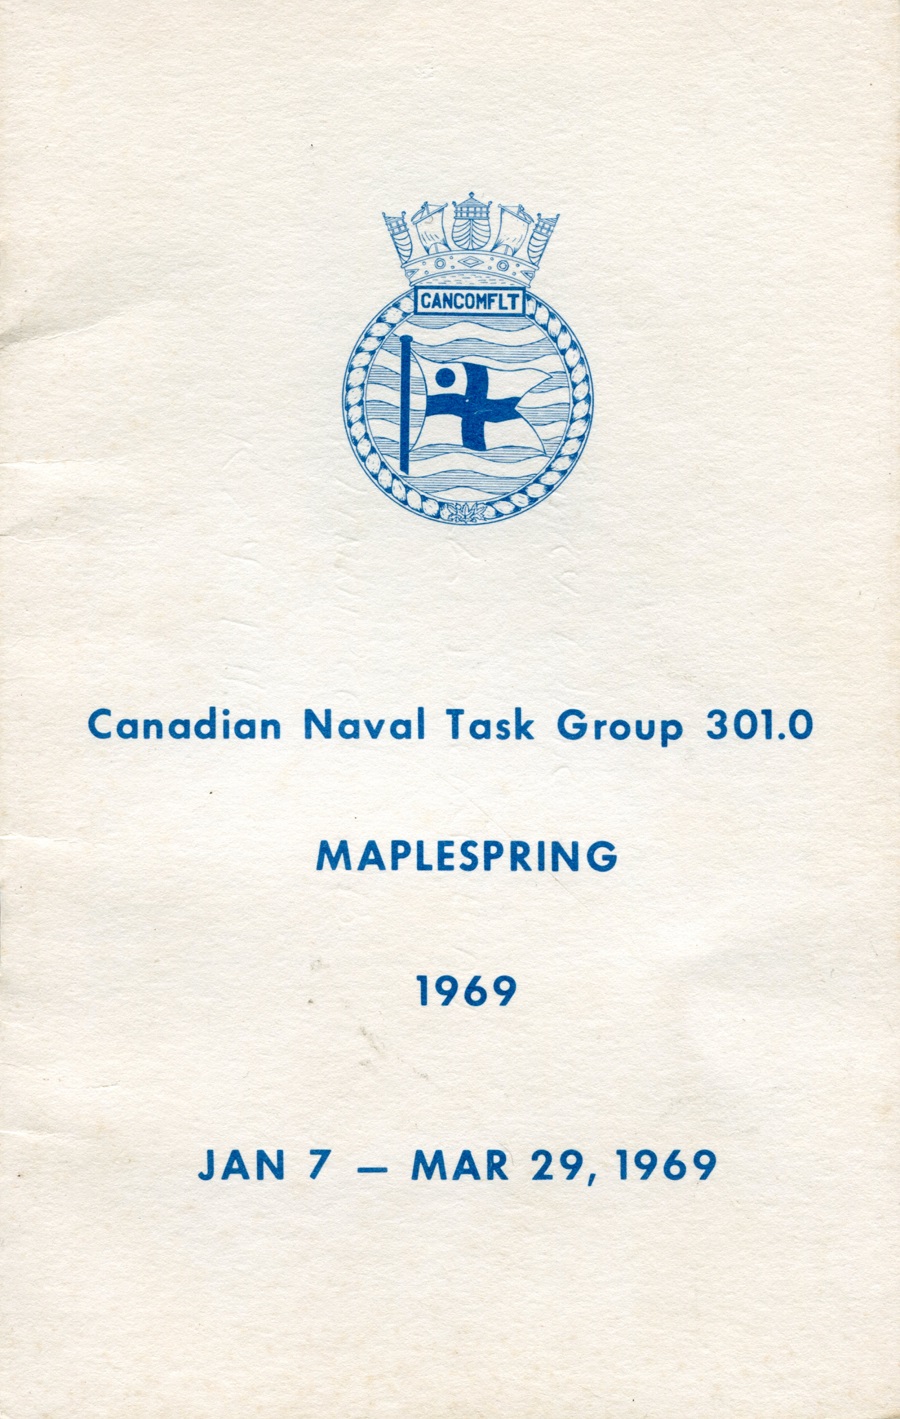 CANCOMFLT
Canadian Naval Task Group 301.0
MAPLESPRING
1969
JAN 7 — MAR 29, 1969